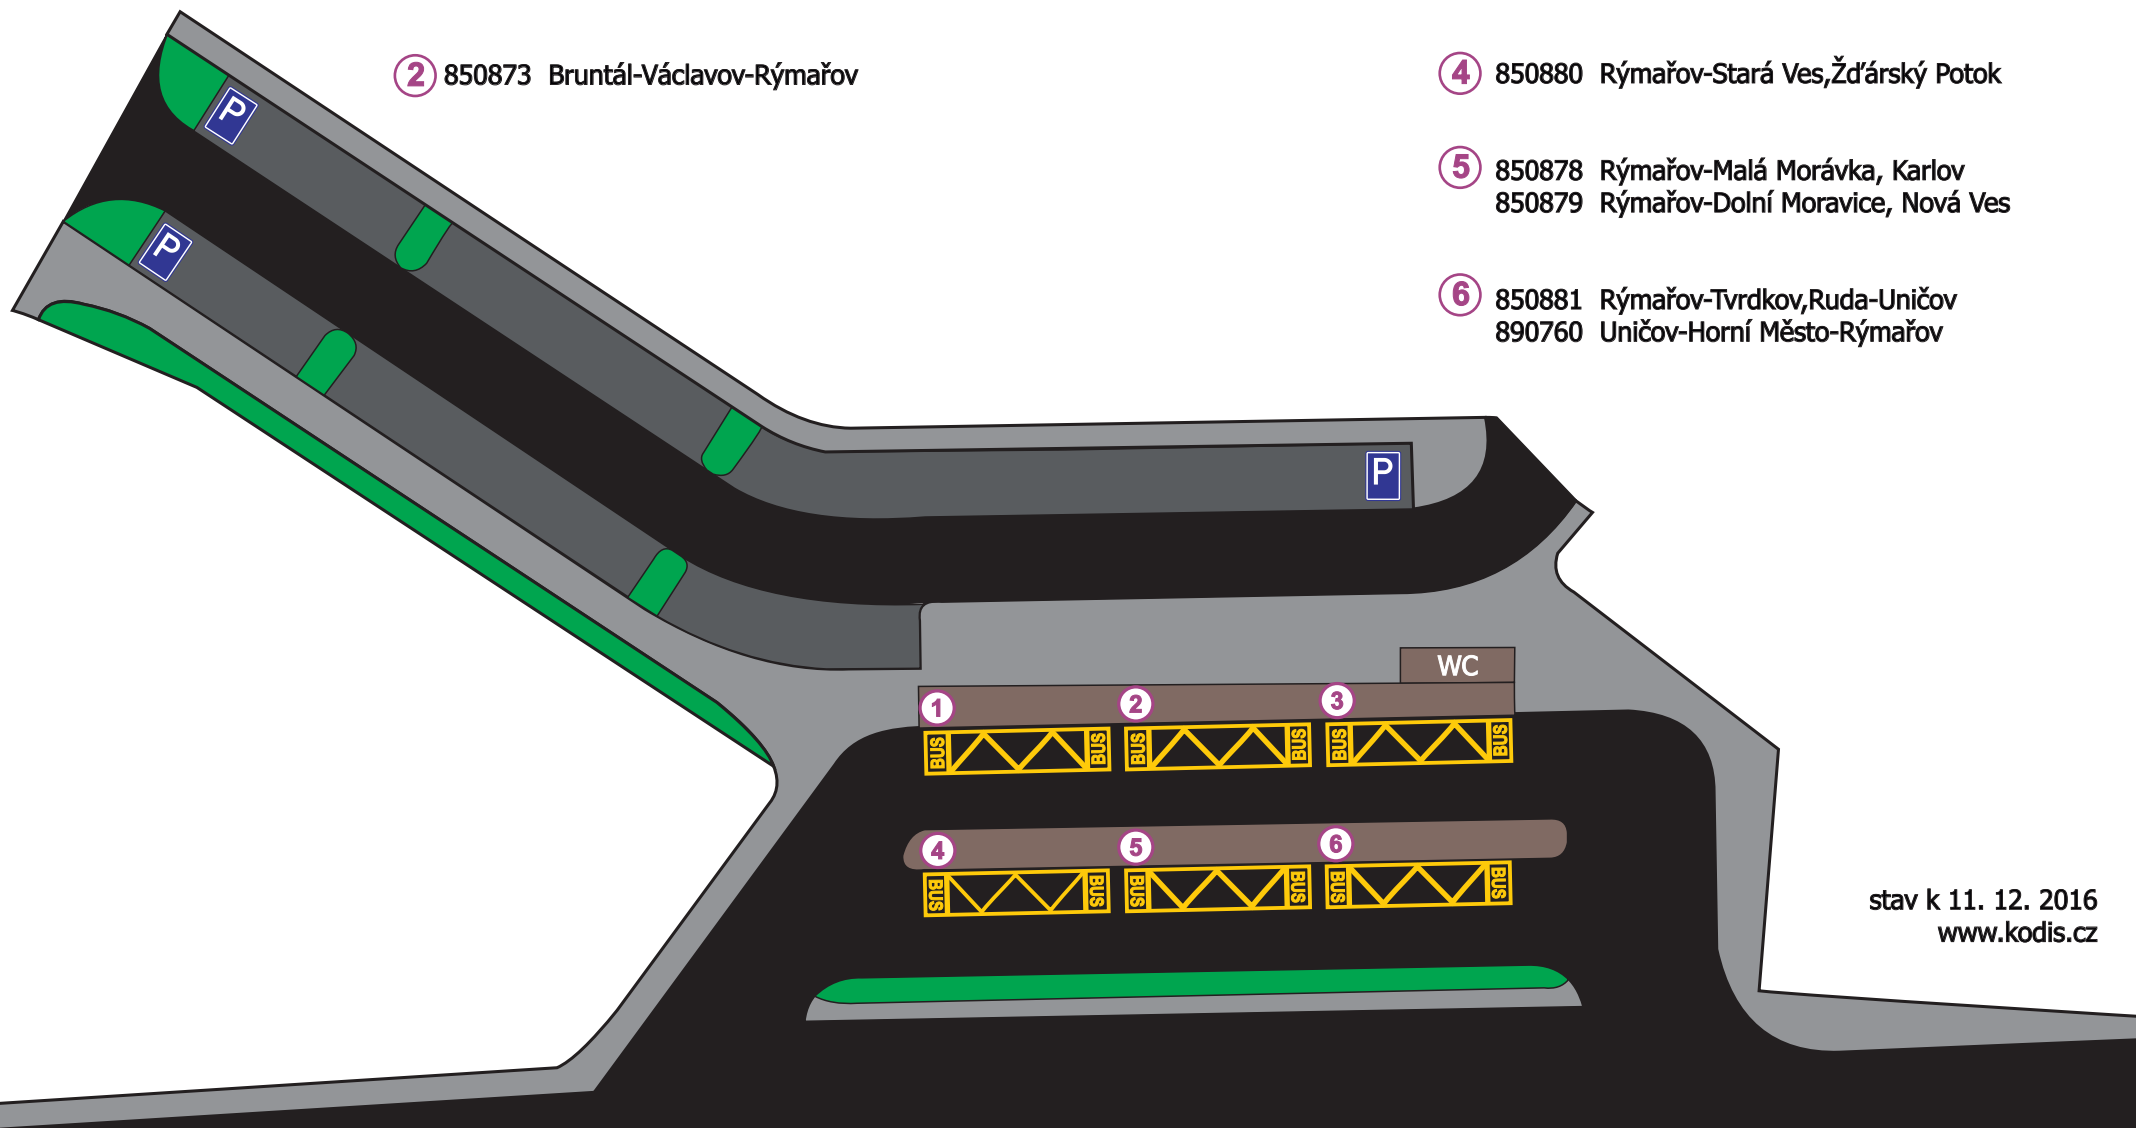 2 850873 Bruntál-Václavov-Rýmařov
4 850880 Rýmařov-Stará Ves,Žďárský Potok
5 850878 Rýmařov-Malá Morávka, Karlov
850879 Rýmařov-Dolní Moravice, Nová Ves
6 850881 Rýmařov-Tvrdkov,Ruda-Uničov
890760 Uničov-Horní Město-Rýmařov
P
P
P
WC
1 2 3
BUS BUS BUS BUS BUS BUS
4 5 6
BUS BUS BUS BUS BUS BUS
stav k 11. 12. 2016
www.kodis.cz